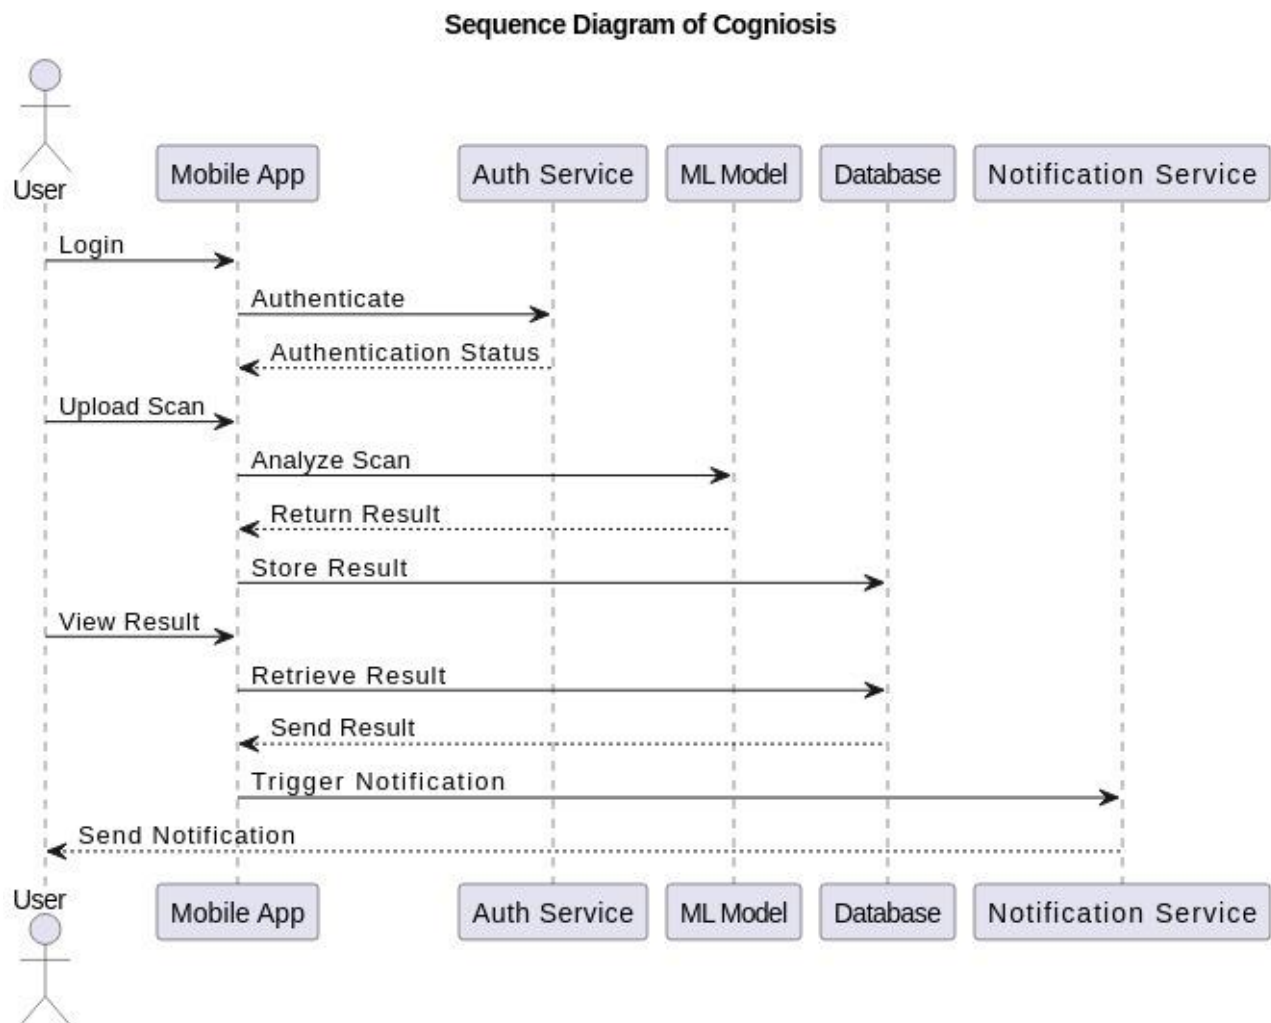 Sequence Diagram of Cogniosis
User
Mobile App
Auth Service
ML Model
Database
Notification Service
Login
Authenticate
Authentication Status
Upload Scan
Analyze Scan
Return Result
Store Result
View Result
Retrieve Result
Send Result
Trigger Notification
Send Notification
User
Mobile App
Auth Service
ML Model
Database
Notification Service